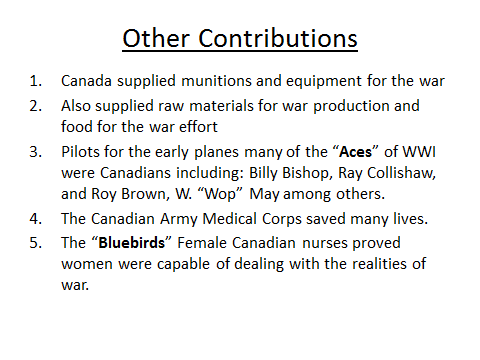 Other Contributions
1. Canada supplied munitions and equipment for the war
2. Also supplied raw materials for war production and
food for the war effort
3. Pilots for the early planes many of the “Aces” of WWI
were Canadians including: Billy Bishop, Ray Collishaw,
and Roy Brown, W. “Wop” May among others.
4. The Canadian Army Medical Corps saved many lives.
5. The “Bluebirds” Female Canadian nurses proved
women were capable of dealing with the realities of
war.